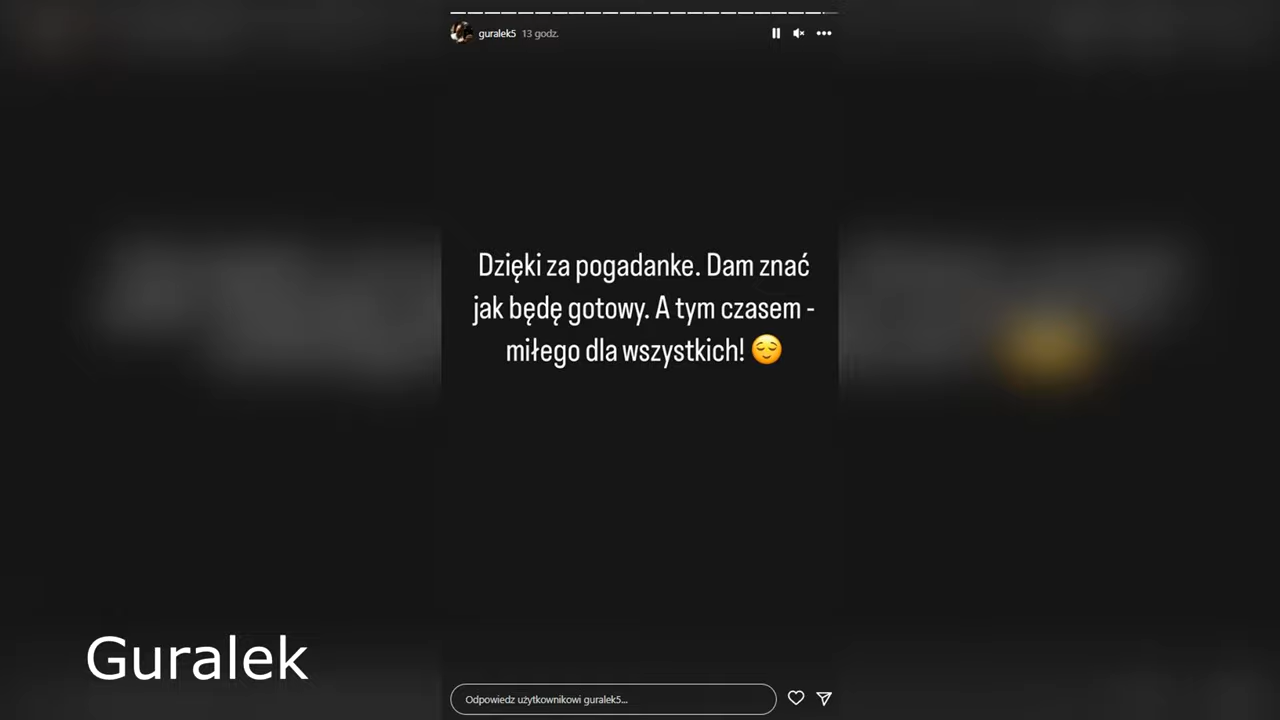 guralek5 13 godz.
Dzięki za pogadanke. Dam znać
jak będę gotowy. A tym czasem -
miłego dla wszystkich! 😌
Guralek
Odpowiedz użytkownikowi guralek5...